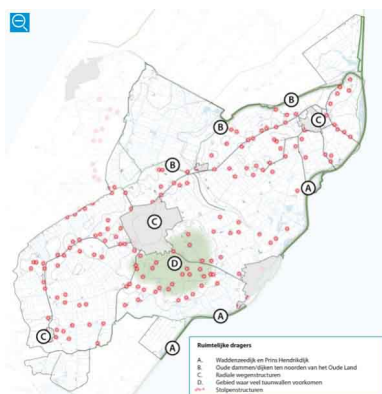 B
B
C
A
B
C
D
A
C
A
Ruimtelijke dragers
A. Waddenzeedijk en Prins Hendrikdijk
B. Oude dammen/dijken ten noorden van het Oude Land
C. Radiale wegenstructuren
D. Gebied waar veel tuunwallen voorkomen
Stolpenstructuren